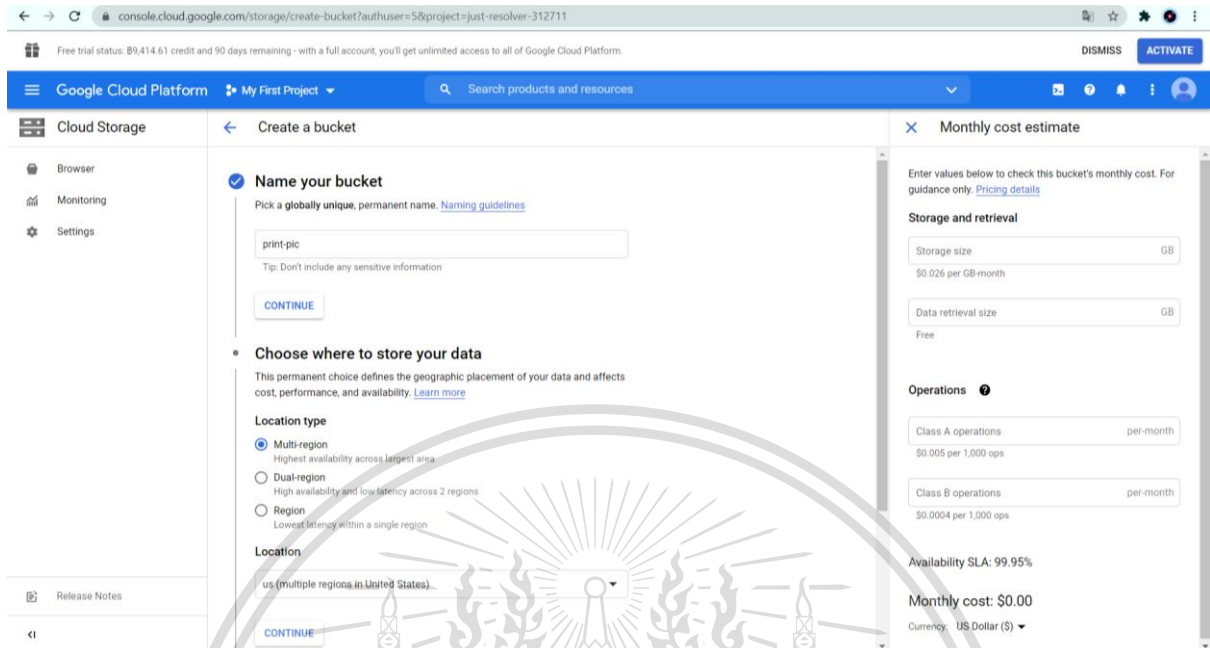 console.cloud.google.com/storage/create-bucket?authuser=5&project=just-resolver-312711
Free trial status: ฿9,414.61 credit and 90 days remaining - with a full account, you'll get unlimited access to all of Google Cloud Platform.
DISMISS
ACTIVATE
Google Cloud Platform
My First Project
Search products and resources
Cloud Storage
Browser
Monitoring
Settings
Release Notes
Create a bucket
Name your bucket
Pick a globally unique, permanent name. Naming guidelines
print-pic
Tip: Don't include any sensitive information
CONTINUE
Choose where to store your data
This permanent choice defines the geographic placement of your data and affects
cost, performance, and availability. Learn more
Location type
Multi-region
Highest availability across largest area
Dual-region
High availability and low latency across 2 regions
Region
Lowest latency within a single region
Location
us (multiple regions in United States)
CONTINUE
Monthly cost estimate
Enter values below to check this bucket's monthly cost. For
guidance only. Pricing details
Storage and retrieval
Storage size GB
$0.026 per GB-month
Data retrieval size GB
Free
Operations
Class A operations per-month
$0.005 per 1,000 ops
Class B operations per-month
$0.0004 per 1,000 ops
Availability SLA: 99.95%
Monthly cost: $0.00
Currency: US Dollar ($)